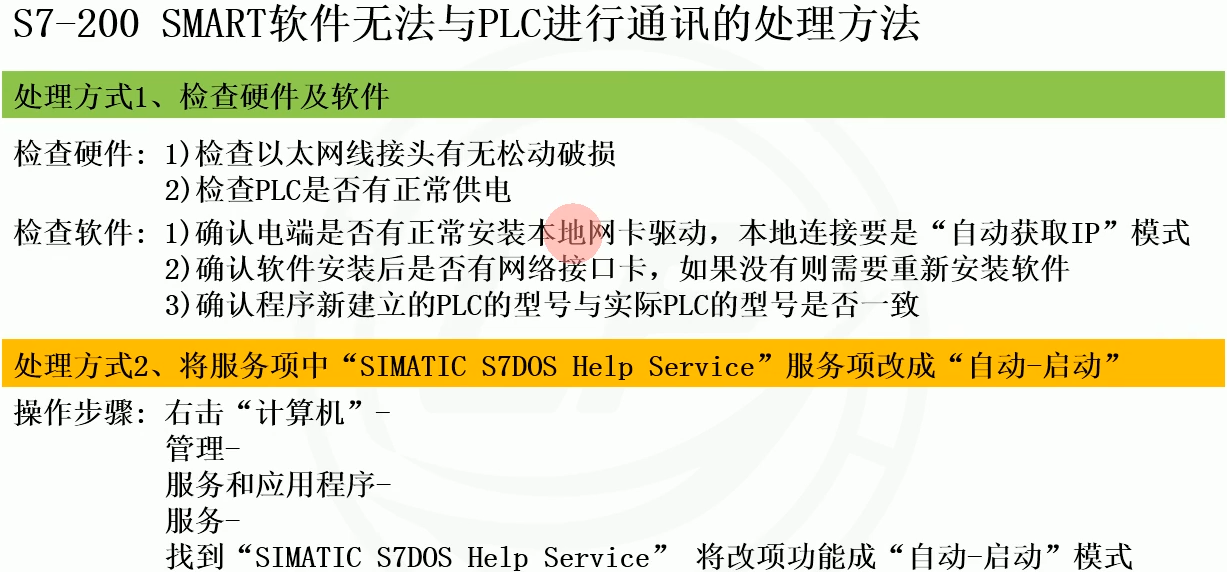 S7-200 SMART软件无法与PLC进行通讯的处理方法
处理方式1、检查硬件及软件
检查硬件: 1)检查以太网线接头有无松动破损
2)检查PLC是否有正常供电
检查软件: 1)确认电端是否有正常安装本地网卡驱动，本地连接要是“自动获取IP”模式
2)确认软件安装后是否有网络接口卡，如果没有则需要重新安装软件
3)确认程序新建立的PLC的型号与实际PLC的型号是否一致
处理方式2、将服务项中“SIMATIC S7DOS Help Service”服务项改成“自动-启动”
操作步骤: 右击“计算机”-
管理-
服务和应用程序-
服务-
找到“SIMATIC S7DOS Help Service” 将改项功能成“自动-启动”模式